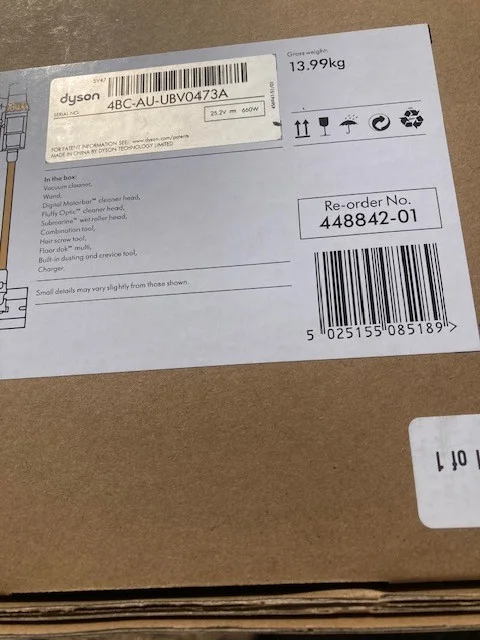 SV47
dyson
SERIAL NO.
4BC-AU-UBV0473A
25.2V ⎓ 660W
FOR PATENT INFORMATION SEE: www.dyson.com/patents
MADE IN CHINA BY DYSON TECHNOLOGY LIMITED
Gross weight:
13.99kg
In the box:
Vacuum cleaner,
Wand,
Digital Motorbar™ cleaner head,
Fluffy Optic™ cleaner head,
Submarine™ wet roller head,
Combination tool,
Hair screw tool,
Floor dok™ multi,
Built-in dusting and crevice tool,
Charger.
Small details may vary slightly from those shown.
Re-order No.
448842-01
5 025155 085189 >
1 of 1